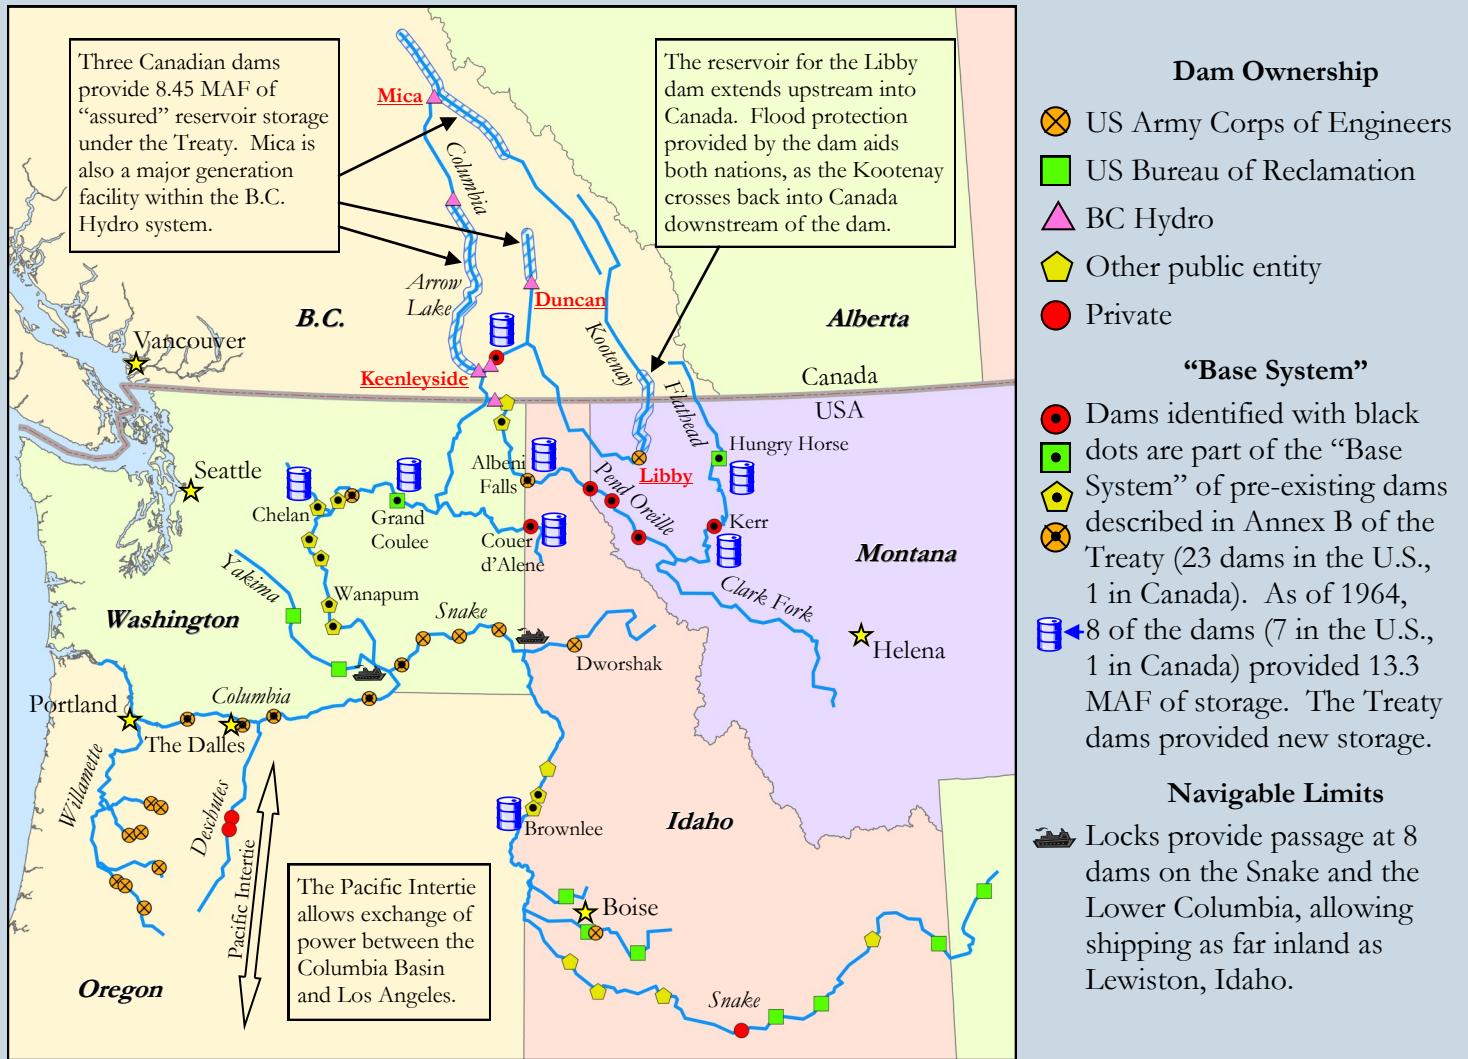 Three Canadian dams
provide 8.45 MAF of
“assured” reservoir storage
under the Treaty.  Mica is
also a major generation
facility within the B.C.
Hydro system.
The reservoir for the Libby
dam extends upstream into
Canada.  Flood protection
provided by the dam aids
both nations, as the Kootenay
crosses back into Canada
downstream of the dam.
Mica
Columbia
Arrow
Lake
Duncan
B.C.
Alberta
Vancouver
Kootenay
Keenleyside
Flathead
Canada
USA
Seattle
Albeni
Falls
Hungry Horse
Libby
Pend Oreille
Chelan
Grand
Coulee
Couer
d’Alene
Kerr
Montana
Yakima
Wanapum
Clark Fork
Washington
Snake
Dworshak
Helena
Portland
Columbia
The Dalles
Willamette
Deschutes
Pacific Intertie
Brownlee
Idaho
The Pacific Intertie
allows exchange of
power between the
Columbia Basin
and Los Angeles.
Boise
Oregon
Snake
Dam Ownership
US Army Corps of Engineers
US Bureau of Reclamation
BC Hydro
Other public entity
Private
“Base System”
Dams identified with black
dots are part of the “Base
System” of pre-existing dams
described in Annex B of the
Treaty (23 dams in the U.S.,
1 in Canada).  As of 1964,
8 of the dams (7 in the U.S.,
1 in Canada) provided 13.3
MAF of storage.  The Treaty
dams provided new storage.
Navigable Limits
Locks provide passage at 8
dams on the Snake and the
Lower Columbia, allowing
shipping as far inland as
Lewiston, Idaho.